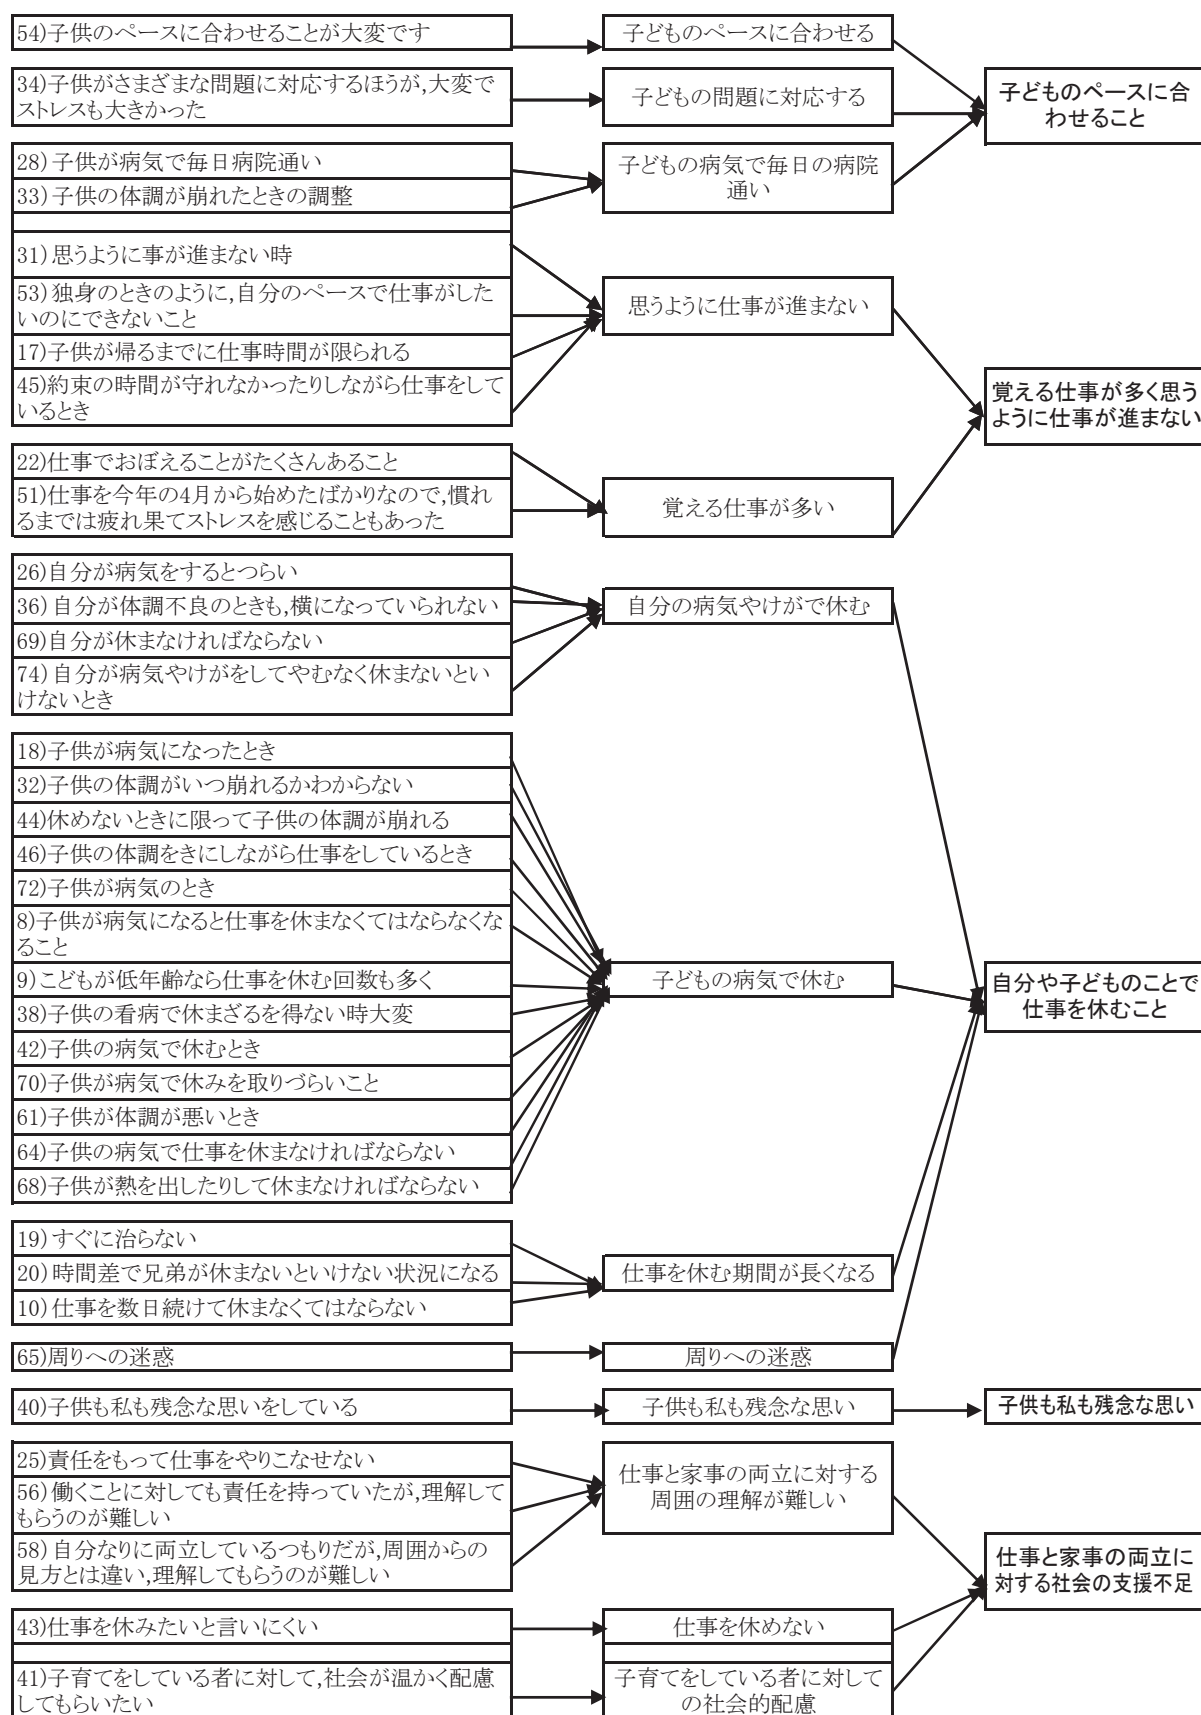 54)子供のペースに合わせることが大変です
34)子供がさまざまな問題に対応するほうが,大変で
ストレスも大きかった
28)子供が病気で毎日病院通い
33)子供の体調が崩れたときの調整
31)思うように事が進まない時
53)独身のときのように,自分のペースで仕事がした
いのにできないこと
17)子供が帰るまでに仕事時間が限られる
45)約束の時間が守れなかったりしながら仕事をして
いるとき
22)仕事でおぼえることがたくさんあること
51)仕事を今年の4月から始めたばかりなので,慣れ
るまでは疲れ果てストレスを感じることもあった
26)自分が病気をするとつらい
36)自分が体調不良のときも,横になっていられない
69)自分が休まなければならない
74)自分が病気やけがをしてやむなく休まないとい
けないとき
18)子供が病気になったとき
32)子供の体調がいつ崩れるかわからない
44)休めないときに限って子供の体調が崩れる
46)子供の体調をきにしながら仕事をしているとき
72)子供が病気のとき
8)子供が病気になると仕事を休まなくてはならなくな
ること
9)こどもが低年齢なら仕事を休む回数も多く
38)子供の看病で休まざるを得ない時大変
42)子供の病気で休むとき
70)子供が病気で休みを取りづらいこと
61)子供が体調が悪いとき
64)子供の病気で仕事を休まなければならない
68)子供が熱を出したりして休まなければならない
19)すぐに治らない
20)時間差で兄弟が休まないといけない状況になる
10)仕事を数日続けて休まなくてはならない
65)周りへの迷惑
40)子供も私も残念な思いをしている
25)責任をもって仕事をやりこなせない
56)働くことに対しても責任を持っていたが,理解して
もらうのが難しい
58)自分なりに両立しているつもりだが,周囲からの
見方とは違い,理解してもらうのが難しい
43)仕事を休みたいと言いにくい
41)子育てをしている者に対して,社会が温かく配慮
してもらいたい
子どものペースに合わせる
子どもの問題に対応する
子どもの病気で毎日の病院
通い
思うように仕事が進まない
覚える仕事が多い
自分の病気やけがで休む
子どもの病気で休む
仕事を休む期間が長くなる
周りへの迷惑
子供も私も残念な思い
仕事と家事の両立に対する
周囲の理解が難しい
仕事を休めない
子育てをしている者に対して
の社会的配慮
子どものペースに合
わせること
覚える仕事が多く思う
ように仕事が進まない
自分や子どものことで
仕事を休むこと
子供も私も残念な思い
仕事と家事の両立に
対する社会の支援不足